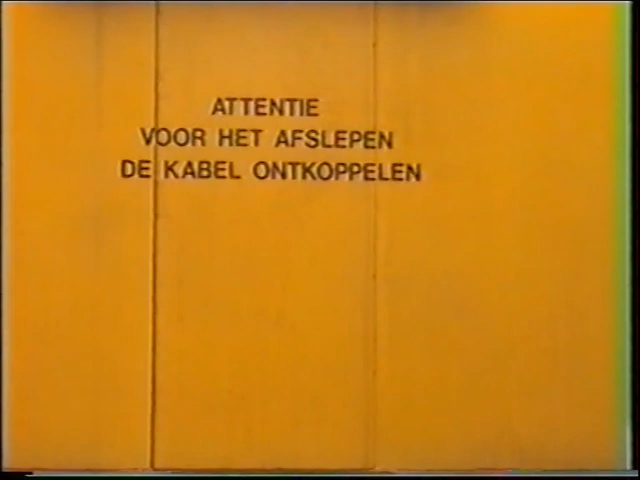 ATTENTIE
VOOR HET AFSLEPEN
DE KABEL ONTKOPPELEN